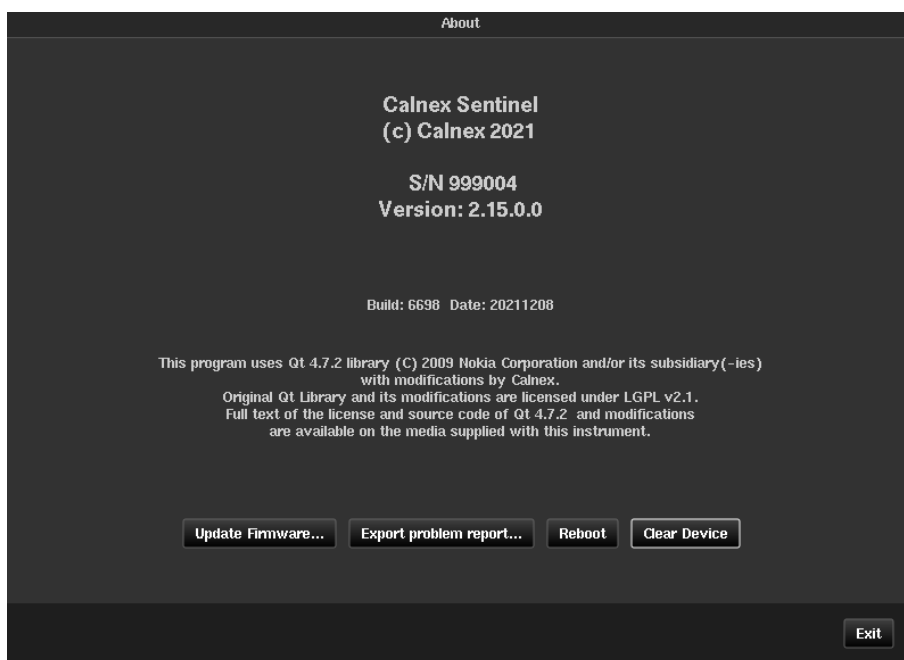 About
Calnex Sentinel
(c) Calnex 2021
S/N 999004
Version: 2.15.0.0
Build: 6698 Date: 20211208
This program uses Qt 4.7.2 library (C) 2009 Nokia Corporation and/or its subsidiary(-ies)
with modifications by Calnex.
Original Qt Library and its modifications are licensed under LGPL v2.1.
Full text of the license and source code of Qt 4.7.2 and modifications
are available on the media supplied with this instrument.
Update Firmware... Export problem report... Reboot Clear Device
Exit